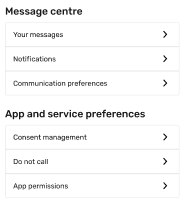 Message centre
Your messages
Notifications
Communication preferences
App and service preferences
Consent management
Do not call
App permissions